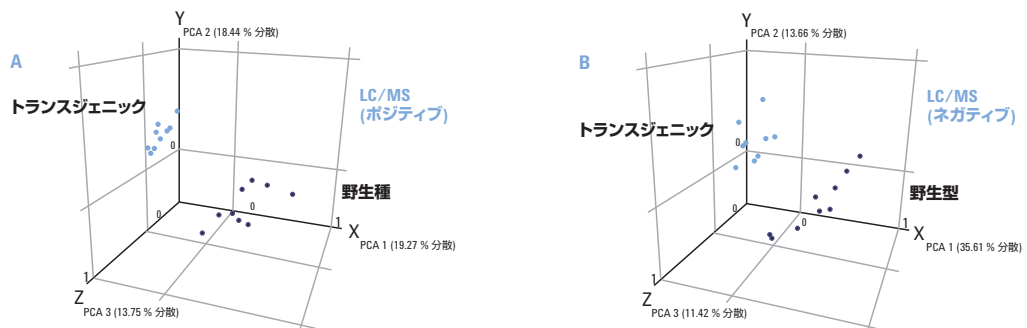 A
Y
PCA 2 (18.44 % 分散)
トランスジェニック
LC/MS
(ポジティブ)
0
野生種
0
0
1
X
PCA 1 (19.27 % 分散)
1
Z
PCA 3 (13.75 % 分散)
B
Y
PCA 2 (13.66 % 分散)
トランスジェニック
LC/MS
(ネガティブ)
0
野生型
0
0
1
X
PCA 1 (35.61 % 分散)
1
Z
PCA 3 (11.42 % 分散)